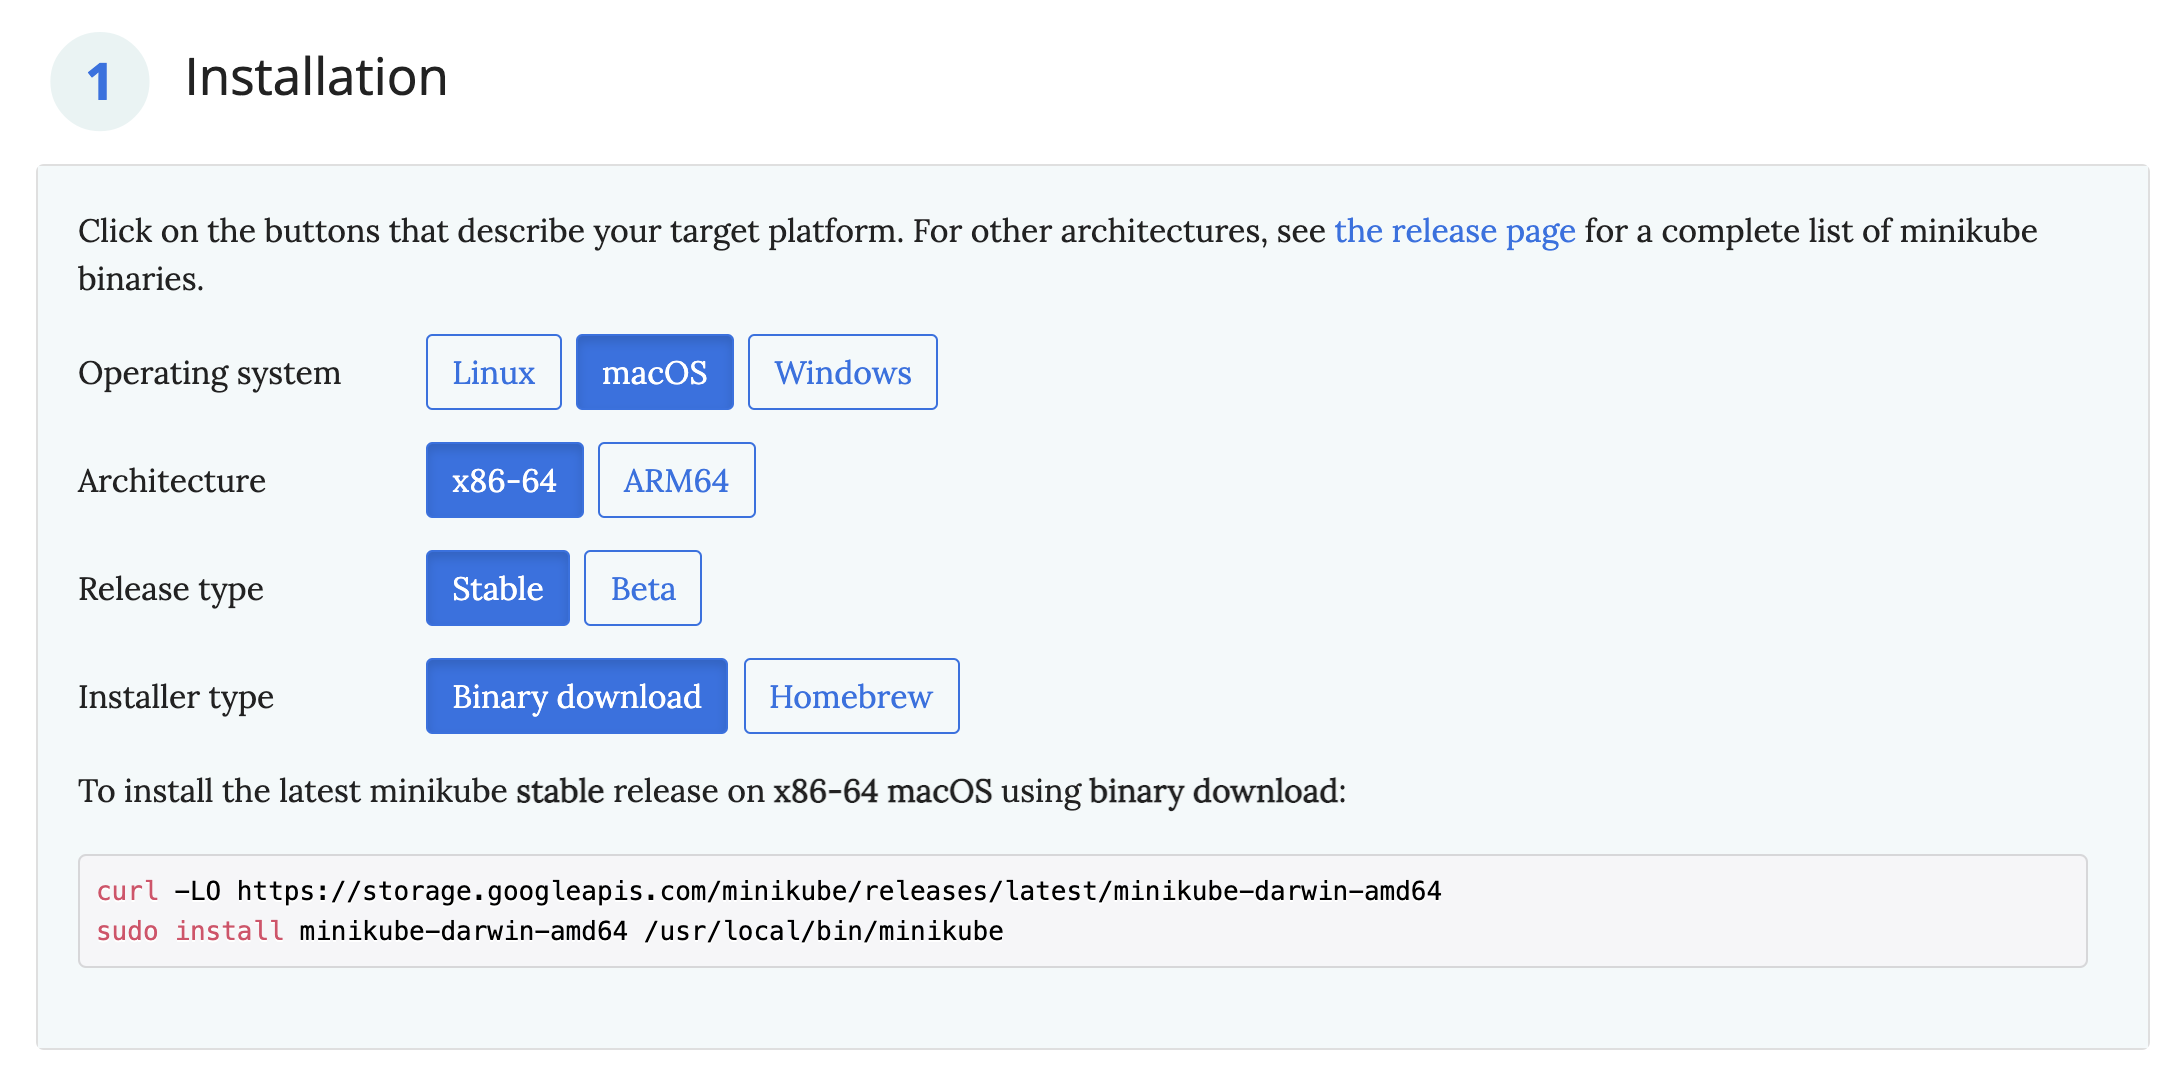 1 Installation
Click on the buttons that describe your target platform. For other architectures, see the release page for a complete list of minikube
binaries.
Operating system Linux macOS Windows
Architecture x86-64 ARM64
Release type Stable Beta
Installer type Binary download Homebrew
To install the latest minikube stable release on x86-64 macOS using binary download:
curl -LO https://storage.googleapis.com/minikube/releases/latest/minikube-darwin-amd64
sudo install minikube-darwin-amd64 /usr/local/bin/minikube